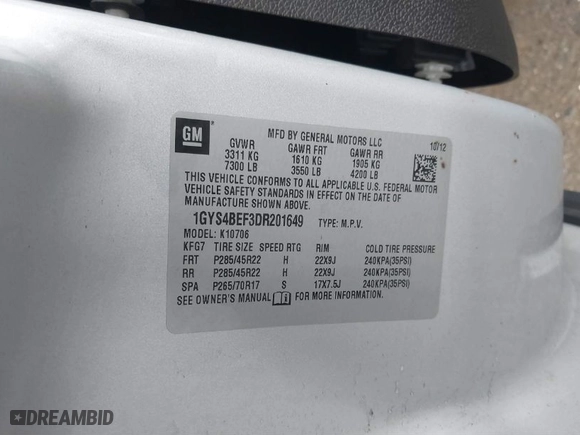 GM
MFD BY GENERAL MOTORS LLC
10/12
GVWR GAWR FRT GAWR RR
3311 KG 1610 KG 1905 KG
7300 LB 3550 LB 4200 LB
THIS VEHICLE CONFORMS TO ALL APPLICABLE U.S. FEDERAL MOTOR
VEHICLE SAFETY STANDARDS IN EFFECT ON THE DATE OF
MANUFACTURE SHOWN ABOVE.
1GYS4BEF3DR201649 TYPE: M.P.V.
MODEL: K10706
KFG7 TIRE SIZE SPEED RTG RIM COLD TIRE PRESSURE
FRT P285/45R22 H 22X9J 240KPA(35PSI)
RR P285/45R22 H 22X9J 240KPA(35PSI)
SPA P265/70R17 S 17X7.5J 240KPA(35PSI)
SEE OWNER'S MANUAL FOR MORE INFORMATION.
DREAMBID